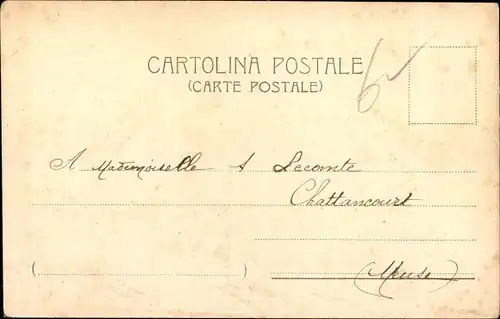 CARTOLINA POSTALE
(CARTE POSTALE)
6
A Mademoiselle S Lecomte
Chattancourt
(Meuse)
( )